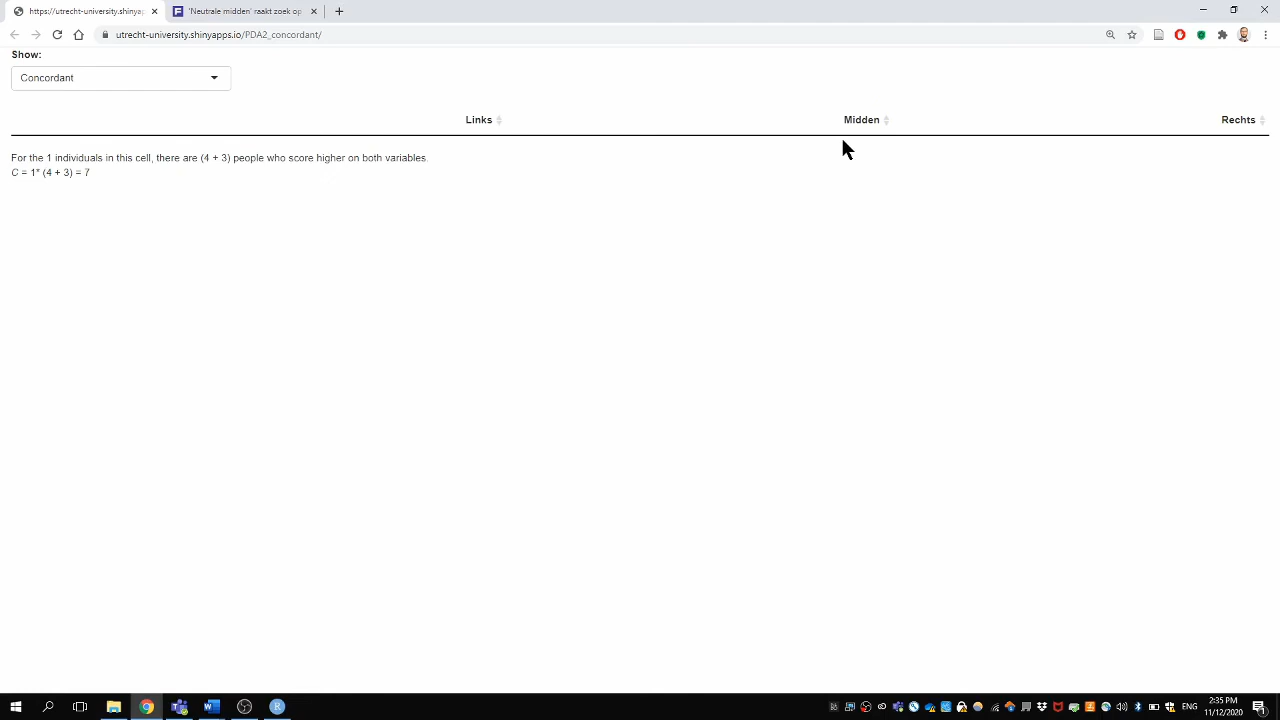 https://utrecht-university.shinyap
'Neutrale midden' raakt zoek op
utrecht-university.shinyapps.io/PDA2_concordant/
Show:
Concordant
Links Midden Rechts
For the 1 individuals in this cell, there are (4 + 3) people who score higher on both variables.
C = 1* (4 + 3) = 7
ENG
2:35 PM
11/12/2020